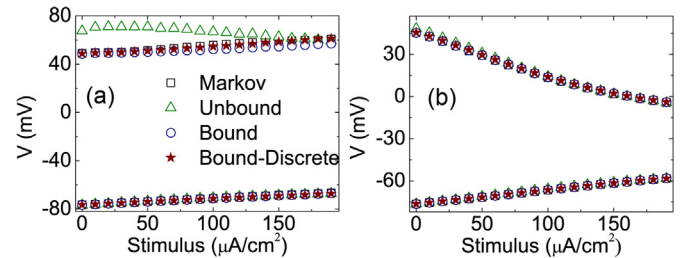 80
40
0
-40
-80
V (mV)
(a)
Markov
Unbound
Bound
Bound-Discrete
0 50 100 150
Stimulus (μA/cm²)
30
0
-30
-60
V (mV)
(b)
0 50 100 150
Stimulus (μA/cm²)